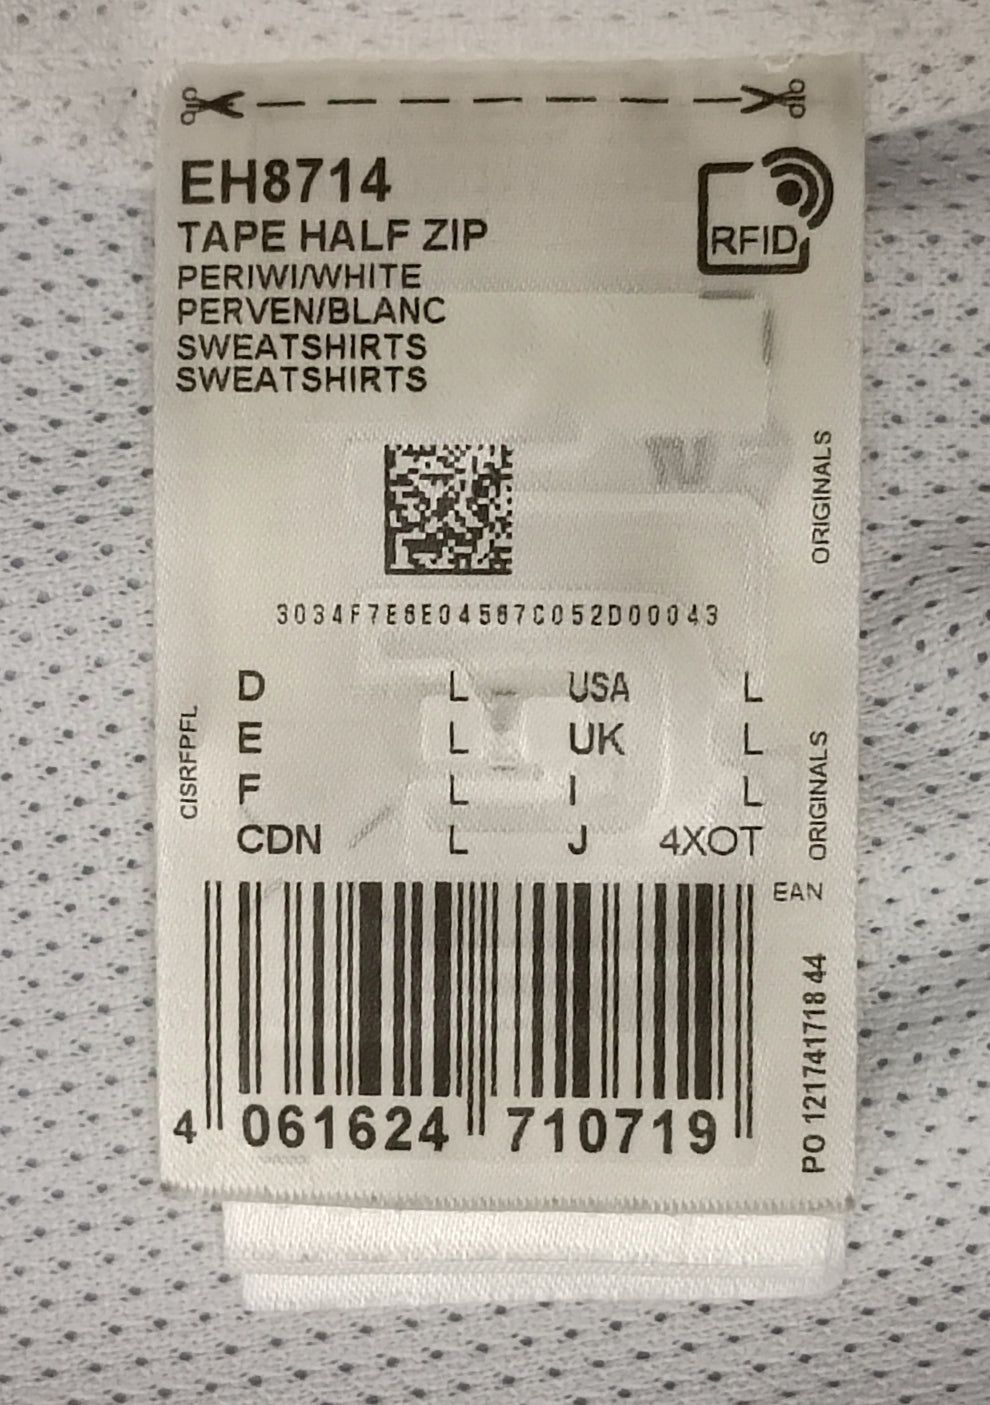 EH8714
RFID
TAPE HALF ZIP
PERIWI/WHITE
PERVEN/BLANC
SWEATSHIRTS
SWEATSHIRTS
ORIGINALS
3034F7E6E04567C052D00043
D L USA L
E L UK L
F L I L
CDN L J 4XOT
CISRFPFL
ORIGINALS
EAN
PO 121741718 44
4 061624 710719